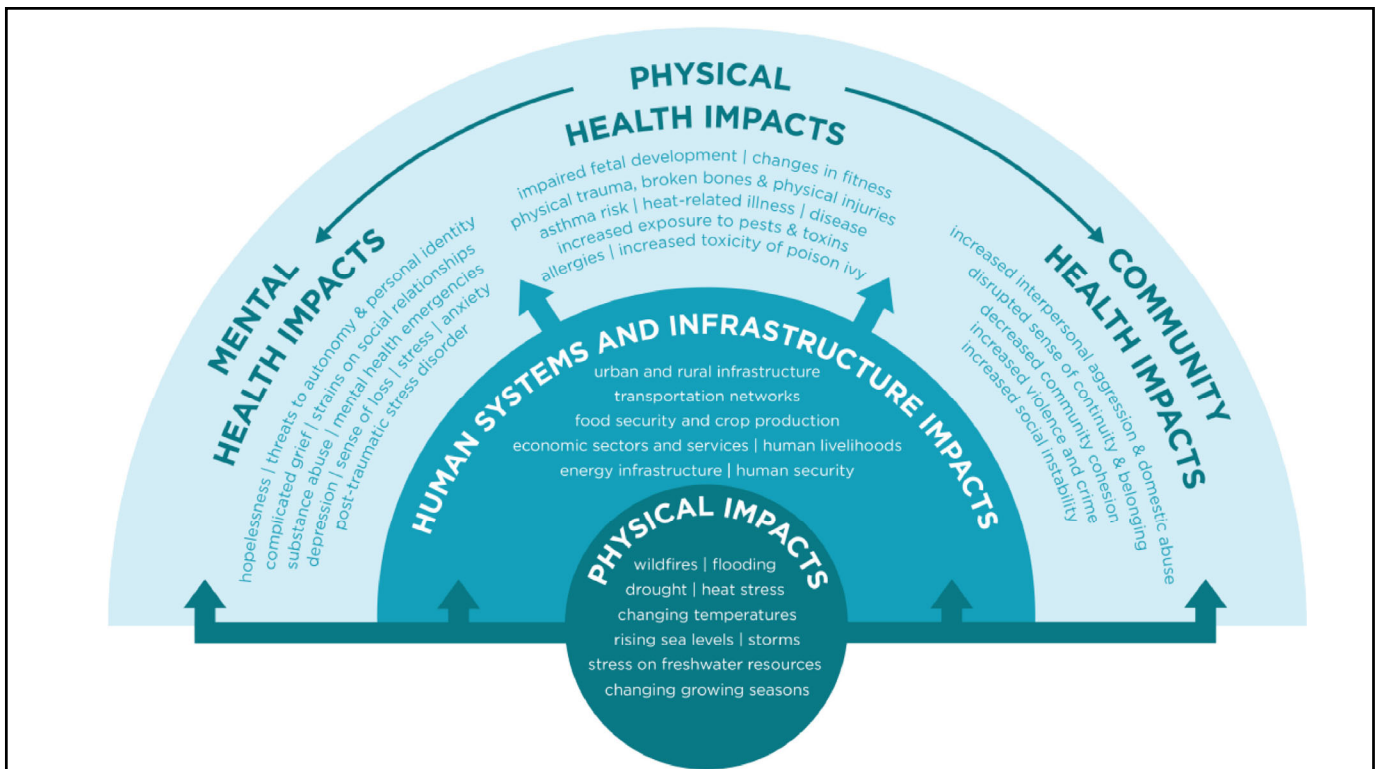 PHYSICAL
HEALTH IMPACTS
impaired fetal development | changes in fitness
physical trauma, broken bones & physical injuries
asthma risk | heat-related illness | disease
increased exposure to pests & toxins
allergies | increased toxicity of poison ivy
MENTAL
HEALTH IMPACTS
hopelessness | threats to autonomy & personal identity
complicated grief | strains on social relationships
substance abuse | mental health emergencies
depression | sense of loss | stress | anxiety
post-traumatic stress disorder
COMMUNITY
HEALTH IMPACTS
increased interpersonal aggression & domestic abuse
disrupted sense of continuity & belonging
decreased community cohesion
increased violence and crime
increased social instability
HUMAN SYSTEMS AND INFRASTRUCTURE IMPACTS
urban and rural infrastructure
transportation networks
food security and crop production
economic sectors and services | human livelihoods
energy infrastructure | human security
PHYSICAL IMPACTS
wildfires | flooding
drought | heat stress
changing temperatures
rising sea levels | storms
stress on freshwater resources
changing growing seasons